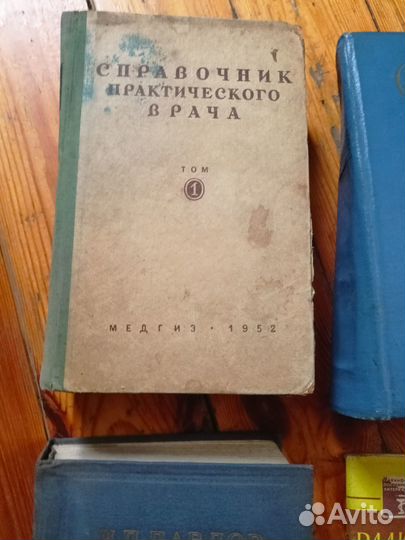 СПРАВОЧНИК
ПРАКТИЧЕСКОГО
ВРАЧА
ТОМ
1
МЕДГИЗ · 1952
Avito